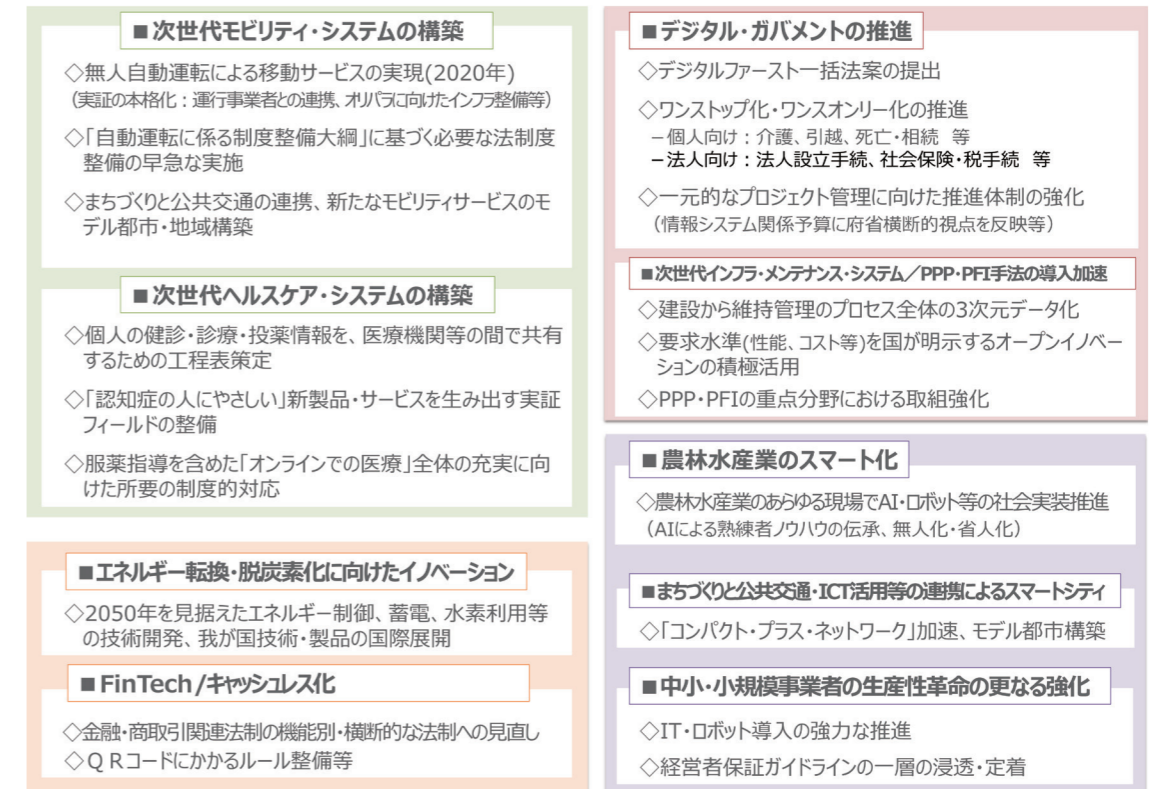 ■次世代モビリティ・システムの構築
◇無人自動運転による移動サービスの実現(2020年)
(実証の本格化：運行事業者との連携、オリパラに向けたインフラ整備等)
◇「自動運転に係る制度整備大綱」に基づく必要な法制度
整備の早急な実施
◇まちづくりと公共交通の連携、新たなモビリティサービスのモ
デル都市・地域構築
■次世代ヘルスケア・システムの構築
◇個人の健診・診療・投薬情報を、医療機関等の間で共有
するための工程表策定
◇「認知症の人にやさしい」新製品・サービスを生み出す実証
フィールドの整備
◇服薬指導を含めた「オンラインでの医療」全体の充実に向
けた所要の制度的対応
■エネルギー転換・脱炭素化に向けたイノベーション
◇2050年を見据えたエネルギー制御、蓄電、水素利用等
の技術開発、我が国技術・製品の国際展開
■FinTech/キャッシュレス化
◇金融・商取引関連法制の機能別・横断的な法制への見直し
◇ＱＲコードにかかるルール整備等
■デジタル・ガバメントの推進
◇デジタルファースト一括法案の提出
◇ワンストップ化・ワンスオンリー化の推進
－個人向け：介護、引越、死亡・相続 等
－法人向け：法人設立手続、社会保険・税手続 等
◇一元的なプロジェクト管理に向けた推進体制の強化
（情報システム関係予算に府省横断的視点を反映等）
■次世代インフラ・メンテナンス・システム／PPP・PFI手法の導入加速
◇建設から維持管理のプロセス全体の3次元データ化
◇要求水準(性能、コスト等)を国が明示するオープンイノベー
ションの積極活用
◇PPP・PFIの重点分野における取組強化
■農林水産業のスマート化
◇農林水産業のあらゆる現場でAI・ロボット等の社会実装推進
（AIによる熟練者ノウハウの伝承、無人化・省人化）
■まちづくりと公共交通・ICT活用等の連携によるスマートシティ
◇「コンパクト・プラス・ネットワーク」加速、モデル都市構築
■中小・小規模事業者の生産性革命の更なる強化
◇IT・ロボット導入の強力な推進
◇経営者保証ガイドラインの一層の浸透・定着